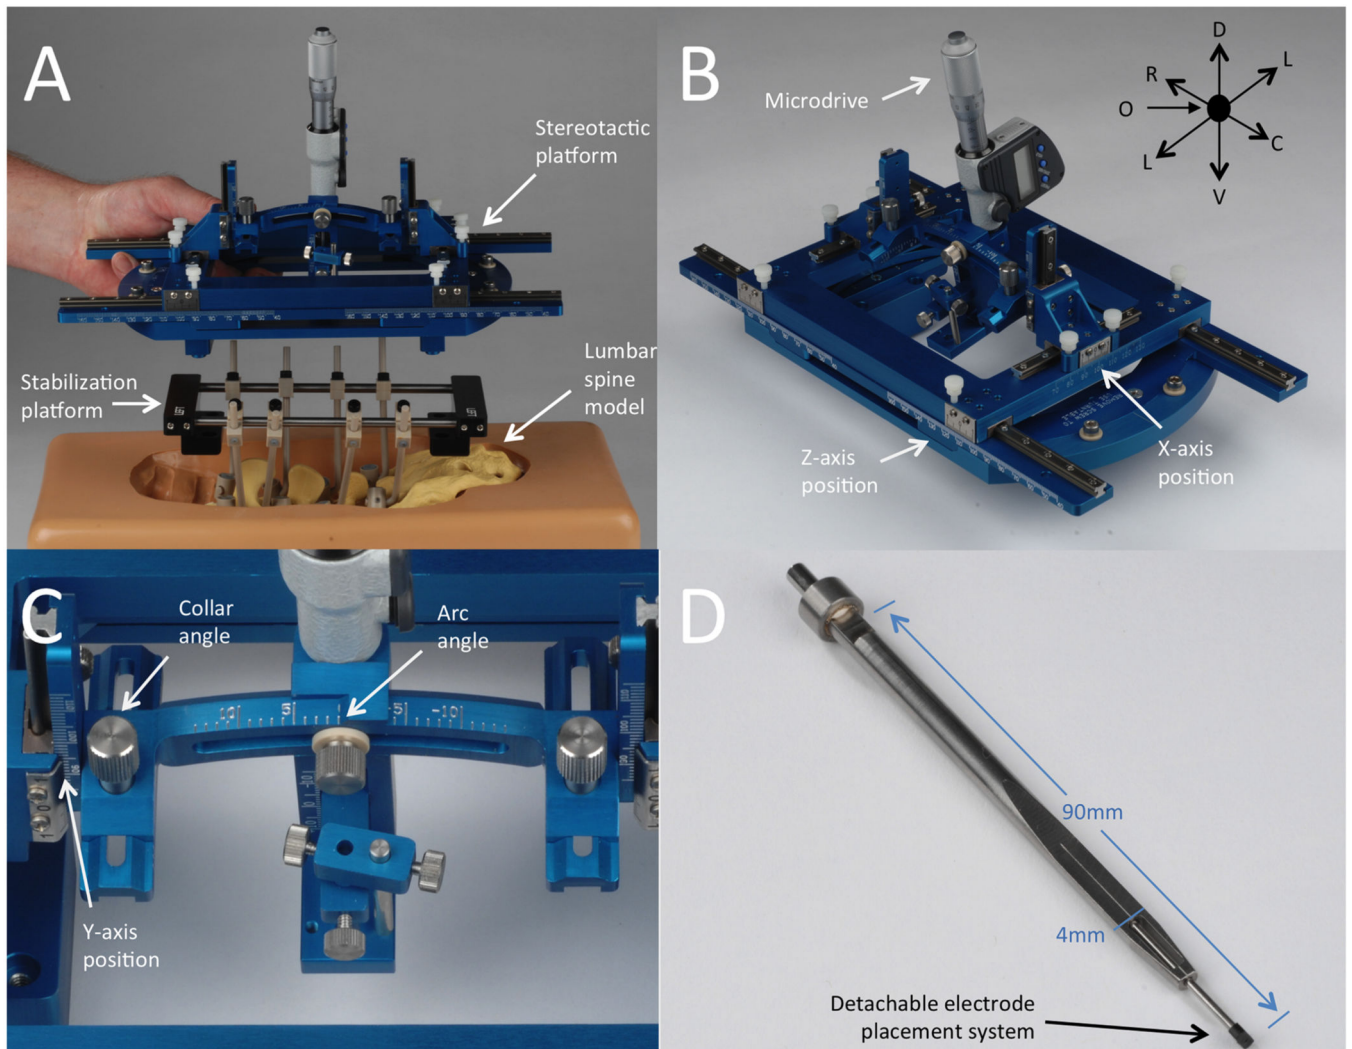 A
Stereotactic
platform
Lumbar
spine
model
Stabilization
platform
B
Microdrive
D
L
R
O
L
C
V
Z-axis
position
X-axis
position
C
Collar
angle
Arc
angle
10
5
-5
-10
Y-axis
position
D
90mm
4mm
Detachable electrode
placement system